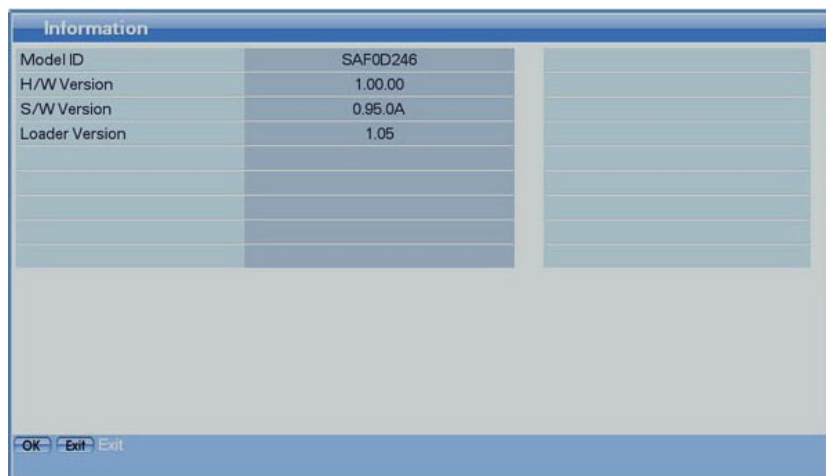 Information
Model ID SAF0D246
H/W Version 1.00.00
S/W Version 0.95.0A
Loader Version 1.05
OK Exit Exit